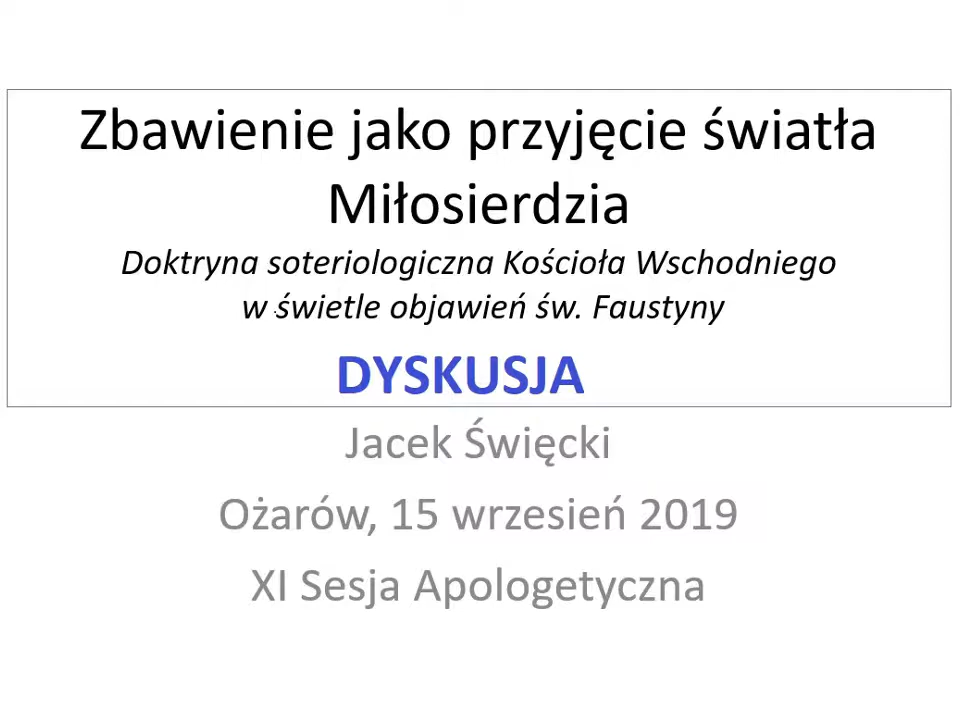 Zbawienie jako przyjęcie światła
Miłosierdzia
Doktryna soteriologiczna Kościoła Wschodniego
w świetle objawień św. Faustyny
DYSKUSJA
Jacek Święcki
Ożarów, 15 wrzesień 2019
XI Sesja Apologetyczna